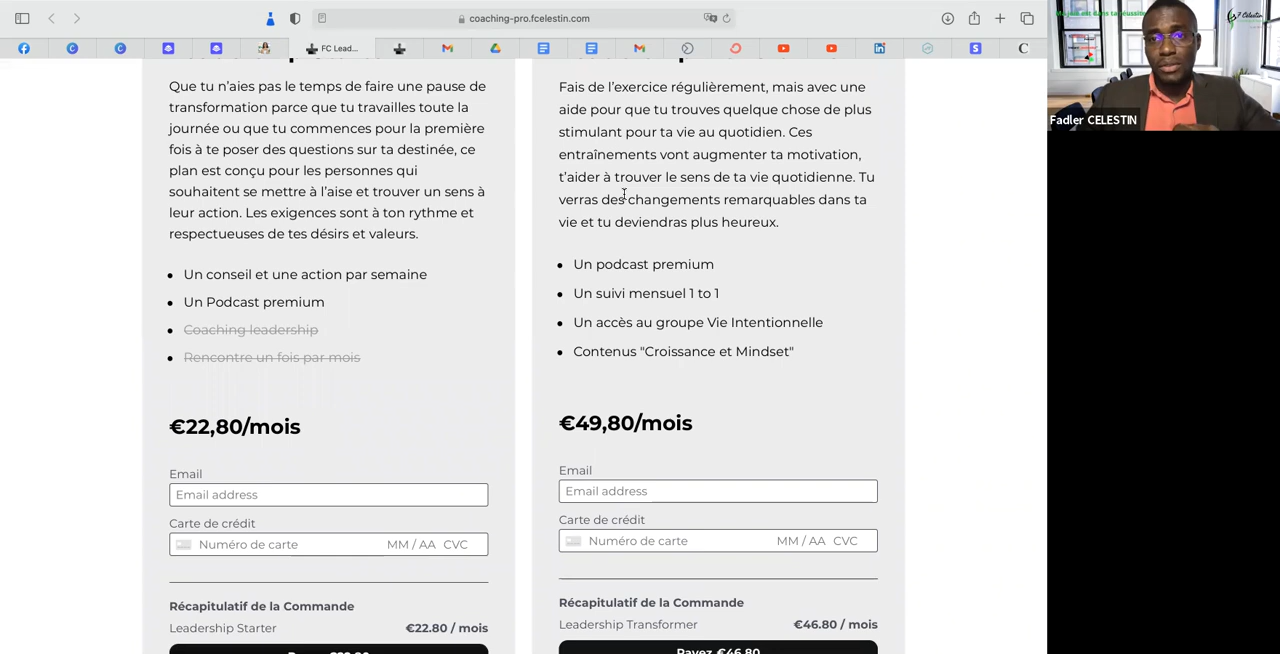 coaching-pro.fcelestin.com
FC Lead...
Fadler CELESTIN
Que tu n'aies pas le temps de faire une pause de
transformation parce que tu travailles toute la
journée ou que tu commences pour la première
fois à te poser des questions sur ta destinée, ce
plan est conçu pour les personnes qui
souhaitent se mettre à l'aise et trouver un sens à
leur action. Les exigences sont à ton rythme et
respectueuses de tes désirs et valeurs.
Un conseil et une action par semaine
Un Podcast premium
Coaching leadership
Rencontre un fois par mois
€22,80/mois
Email
Email address
Carte de crédit
Numéro de carte MM / AA CVC
Récapitulatif de la Commande
Leadership Starter €22.80 / mois
Fais de l'exercice régulièrement, mais avec une
aide pour que tu trouves quelque chose de plus
stimulant pour ta vie au quotidien. Ces
entraînements vont augmenter ta motivation,
t'aider à trouver le sens de ta vie quotidienne. Tu
verras des changements remarquables dans ta
vie et tu deviendras plus heureux.
Un podcast premium
Un suivi mensuel 1 to 1
Un accès au groupe Vie Intentionnelle
Contenus "Croissance et Mindset"
€49,80/mois
Email
Email address
Carte de crédit
Numéro de carte MM / AA CVC
Récapitulatif de la Commande
Leadership Transformer €46.80 / mois
Payez €46.80